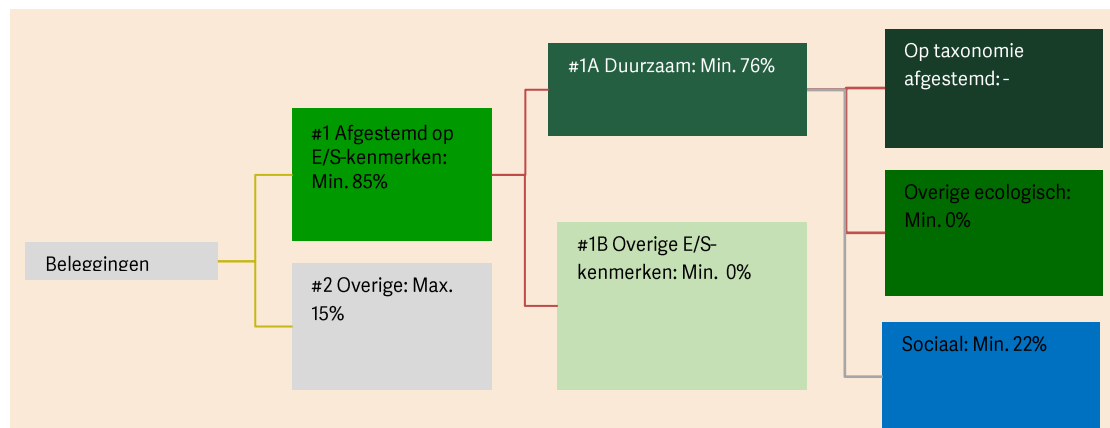 Beleggingen
#1 Afgestemd op
E/S-kenmerken:
Min. 85%
#2 Overige: Max.
15%
#1A Duurzaam: Min. 76%
#1B Overige E/S-
kenmerken: Min. 0%
Op taxonomie
afgestemd: -
Overige ecologisch:
Min. 0%
Sociaal: Min. 22%